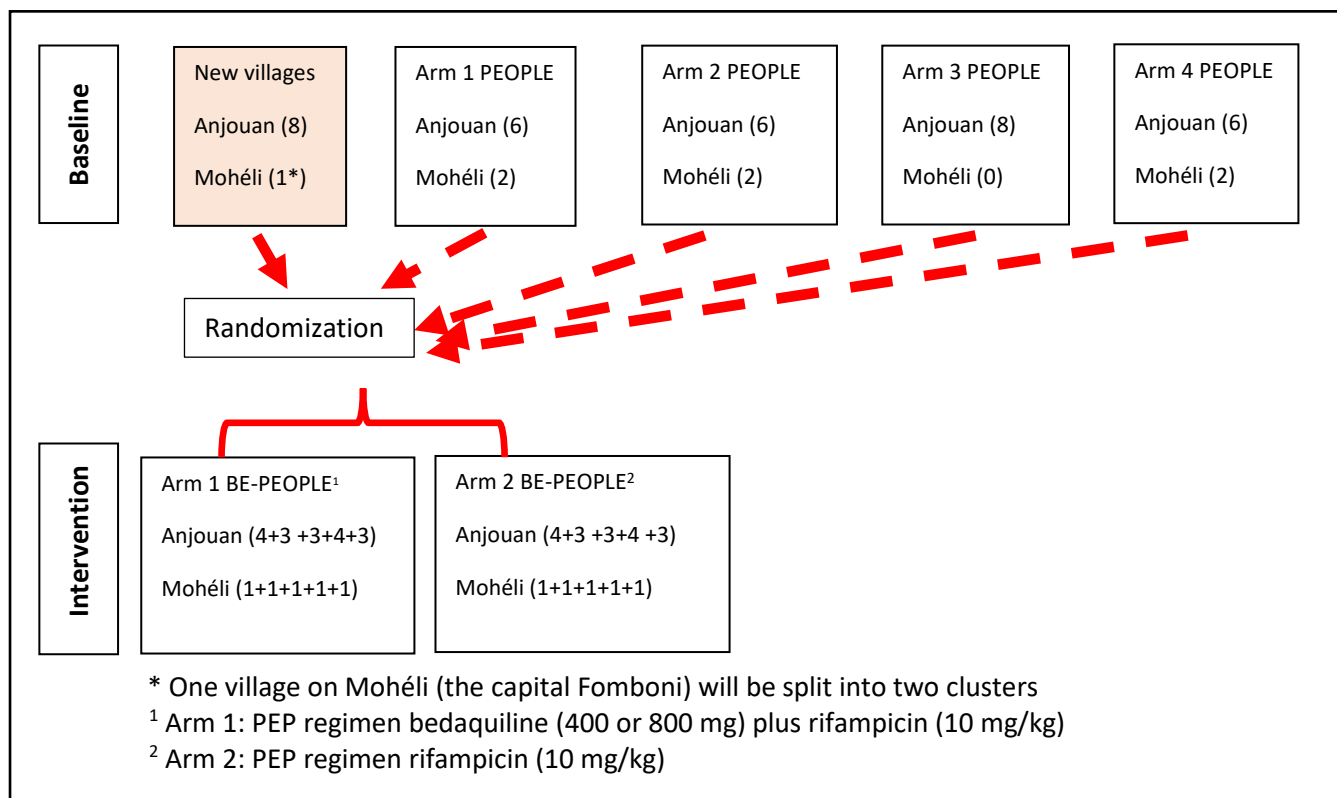 Baseline
New villages
Anjouan (8)
Mohéli (1*)
Arm 1 PEOPLE
Anjouan (6)
Mohéli (2)
Arm 2 PEOPLE
Anjouan (6)
Mohéli (2)
Arm 3 PEOPLE
Anjouan (8)
Mohéli (0)
Arm 4 PEOPLE
Anjouan (6)
Mohéli (2)
Randomization
Intervention
Arm 1 BE-PEOPLE¹
Anjouan (4+3 +3+4+3)
Mohéli (1+1+1+1+1)
Arm 2 BE-PEOPLE²
Anjouan (4+3 +3+4 +3)
Mohéli (1+1+1+1+1)
* One village on Mohéli (the capital Fomboni) will be split into two clusters
¹ Arm 1: PEP regimen bedaquiline (400 or 800 mg) plus rifampicin (10 mg/kg)
² Arm 2: PEP regimen rifampicin (10 mg/kg)